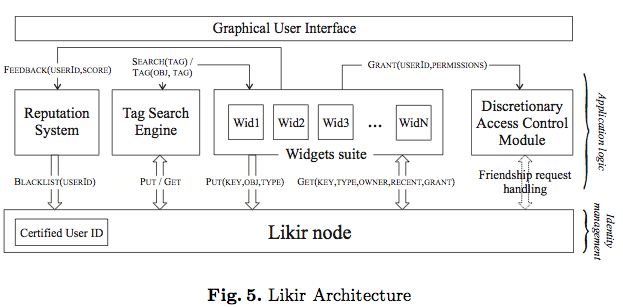 Graphical User Interface
FEEDBACK(USERID,SCORE)
SEARCH(TAG) /
TAG(OBJ, TAG)
GRANT(USERID,PERMISSIONS)
Reputation
System
Tag Search
Engine
Wid1
Wid2
Wid3
...
WidN
Widgets suite
Discretionary
Access Control
Module
Application logic
BLACKLIST(USERID)
PUT / GET
PUT(KEY,OBJ,TYPE)
GET(KEY,TYPE,OWNER,RECENT,GRANT)
Friendship request
handling
Certified User ID
Likir node
Identity
management
Fig. 5. Likir Architecture